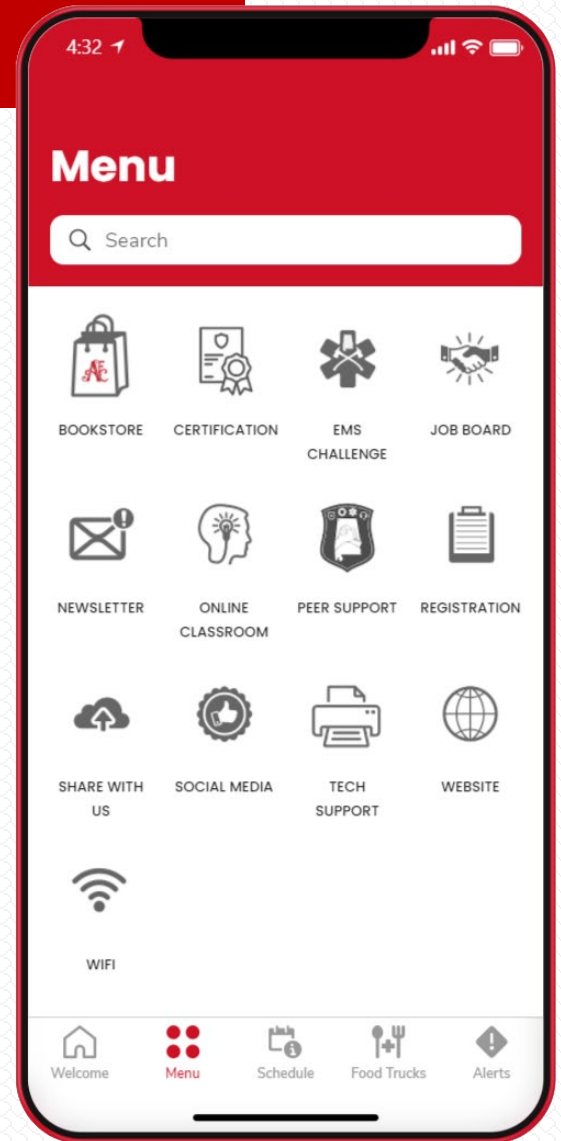 4:32
Menu
Search
AFC
BOOKSTORE
CERTIFICATION
EMS
CHALLENGE
JOB BOARD
NEWSLETTER
ONLINE
CLASSROOM
PEER SUPPORT
REGISTRATION
SHARE WITH
US
SOCIAL MEDIA
TECH
SUPPORT
WEBSITE
WIFI
Welcome
Menu
Schedule
Food Trucks
Alerts